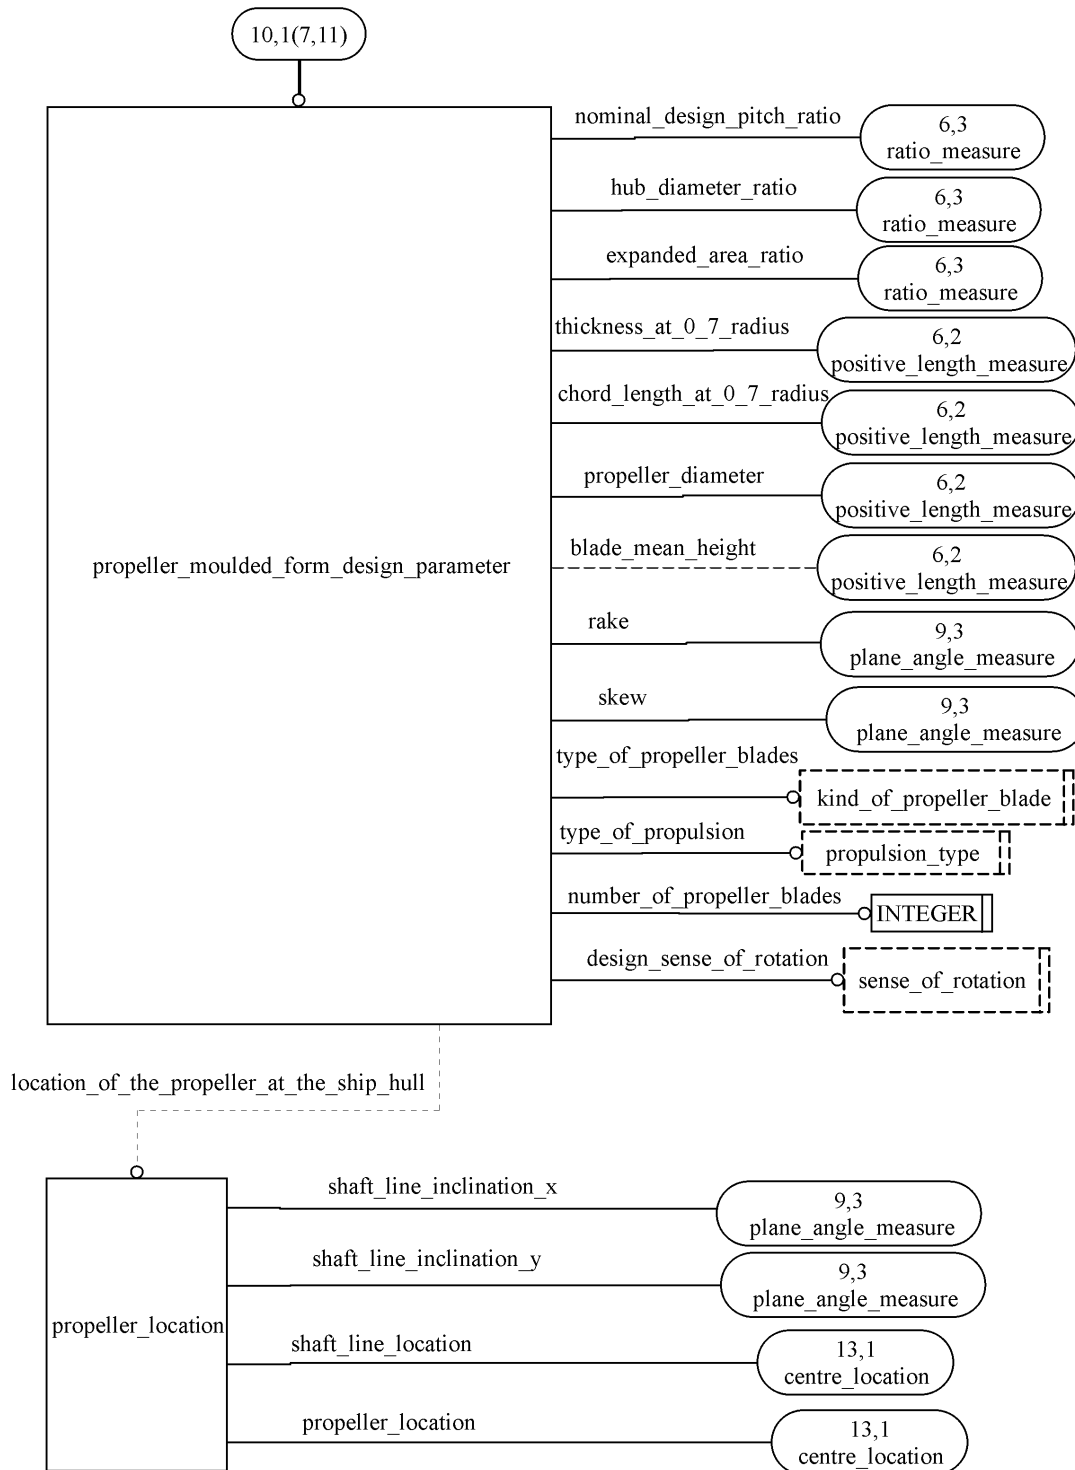 10,1(7,11)
nominal_design_pitch_ratio
6,3
ratio_measure
hub_diameter_ratio
6,3
ratio_measure
expanded_area_ratio
6,3
ratio_measure
thickness_at_0_7_radius
6,2
positive_length_measure
chord_length_at_0_7_radius
6,2
positive_length_measure
propeller_diameter
6,2
positive_length_measure
blade_mean_height
6,2
positive_length_measure
propeller_moulded_form_design_parameter
rake
9,3
plane_angle_measure
skew
9,3
plane_angle_measure
type_of_propeller_blades
kind_of_propeller_blade
type_of_propulsion
propulsion_type
number_of_propeller_blades
INTEGER
design_sense_of_rotation
sense_of_rotation
location_of_the_propeller_at_the_ship_hull
shaft_line_inclination_x
9,3
plane_angle_measure
shaft_line_inclination_y
9,3
plane_angle_measure
propeller_location
shaft_line_location
13,1
centre_location
propeller_location
13,1
centre_location